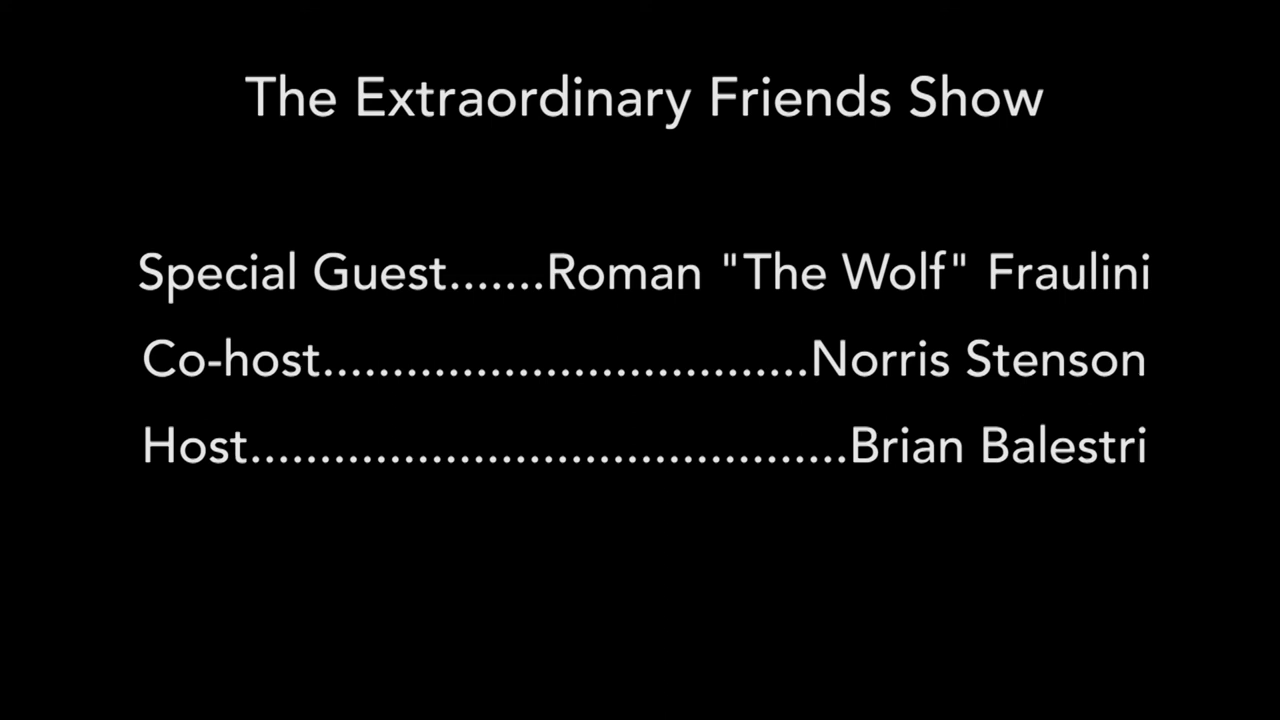 The Extraordinary Friends Show
Special Guest.......Roman "The Wolf" Fraulini
Co-host...................................Norris Stenson
Host...........................................Brian Balestri